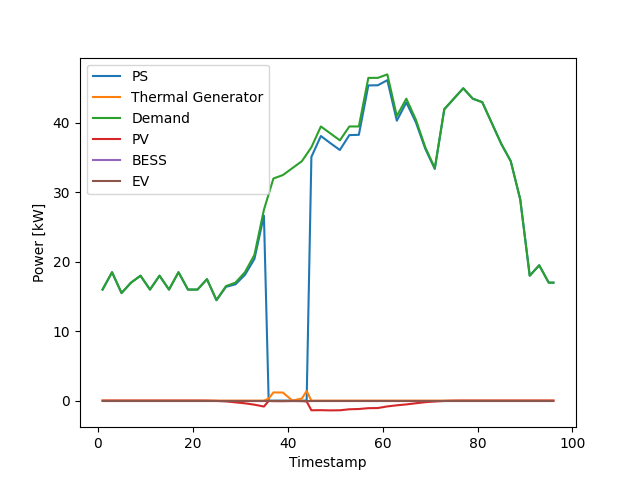 PS
Thermal Generator
Demand
PV
BESS
EV
Power [kW]
40
30
20
10
0
0 20 40 60 80 100
Timestamp